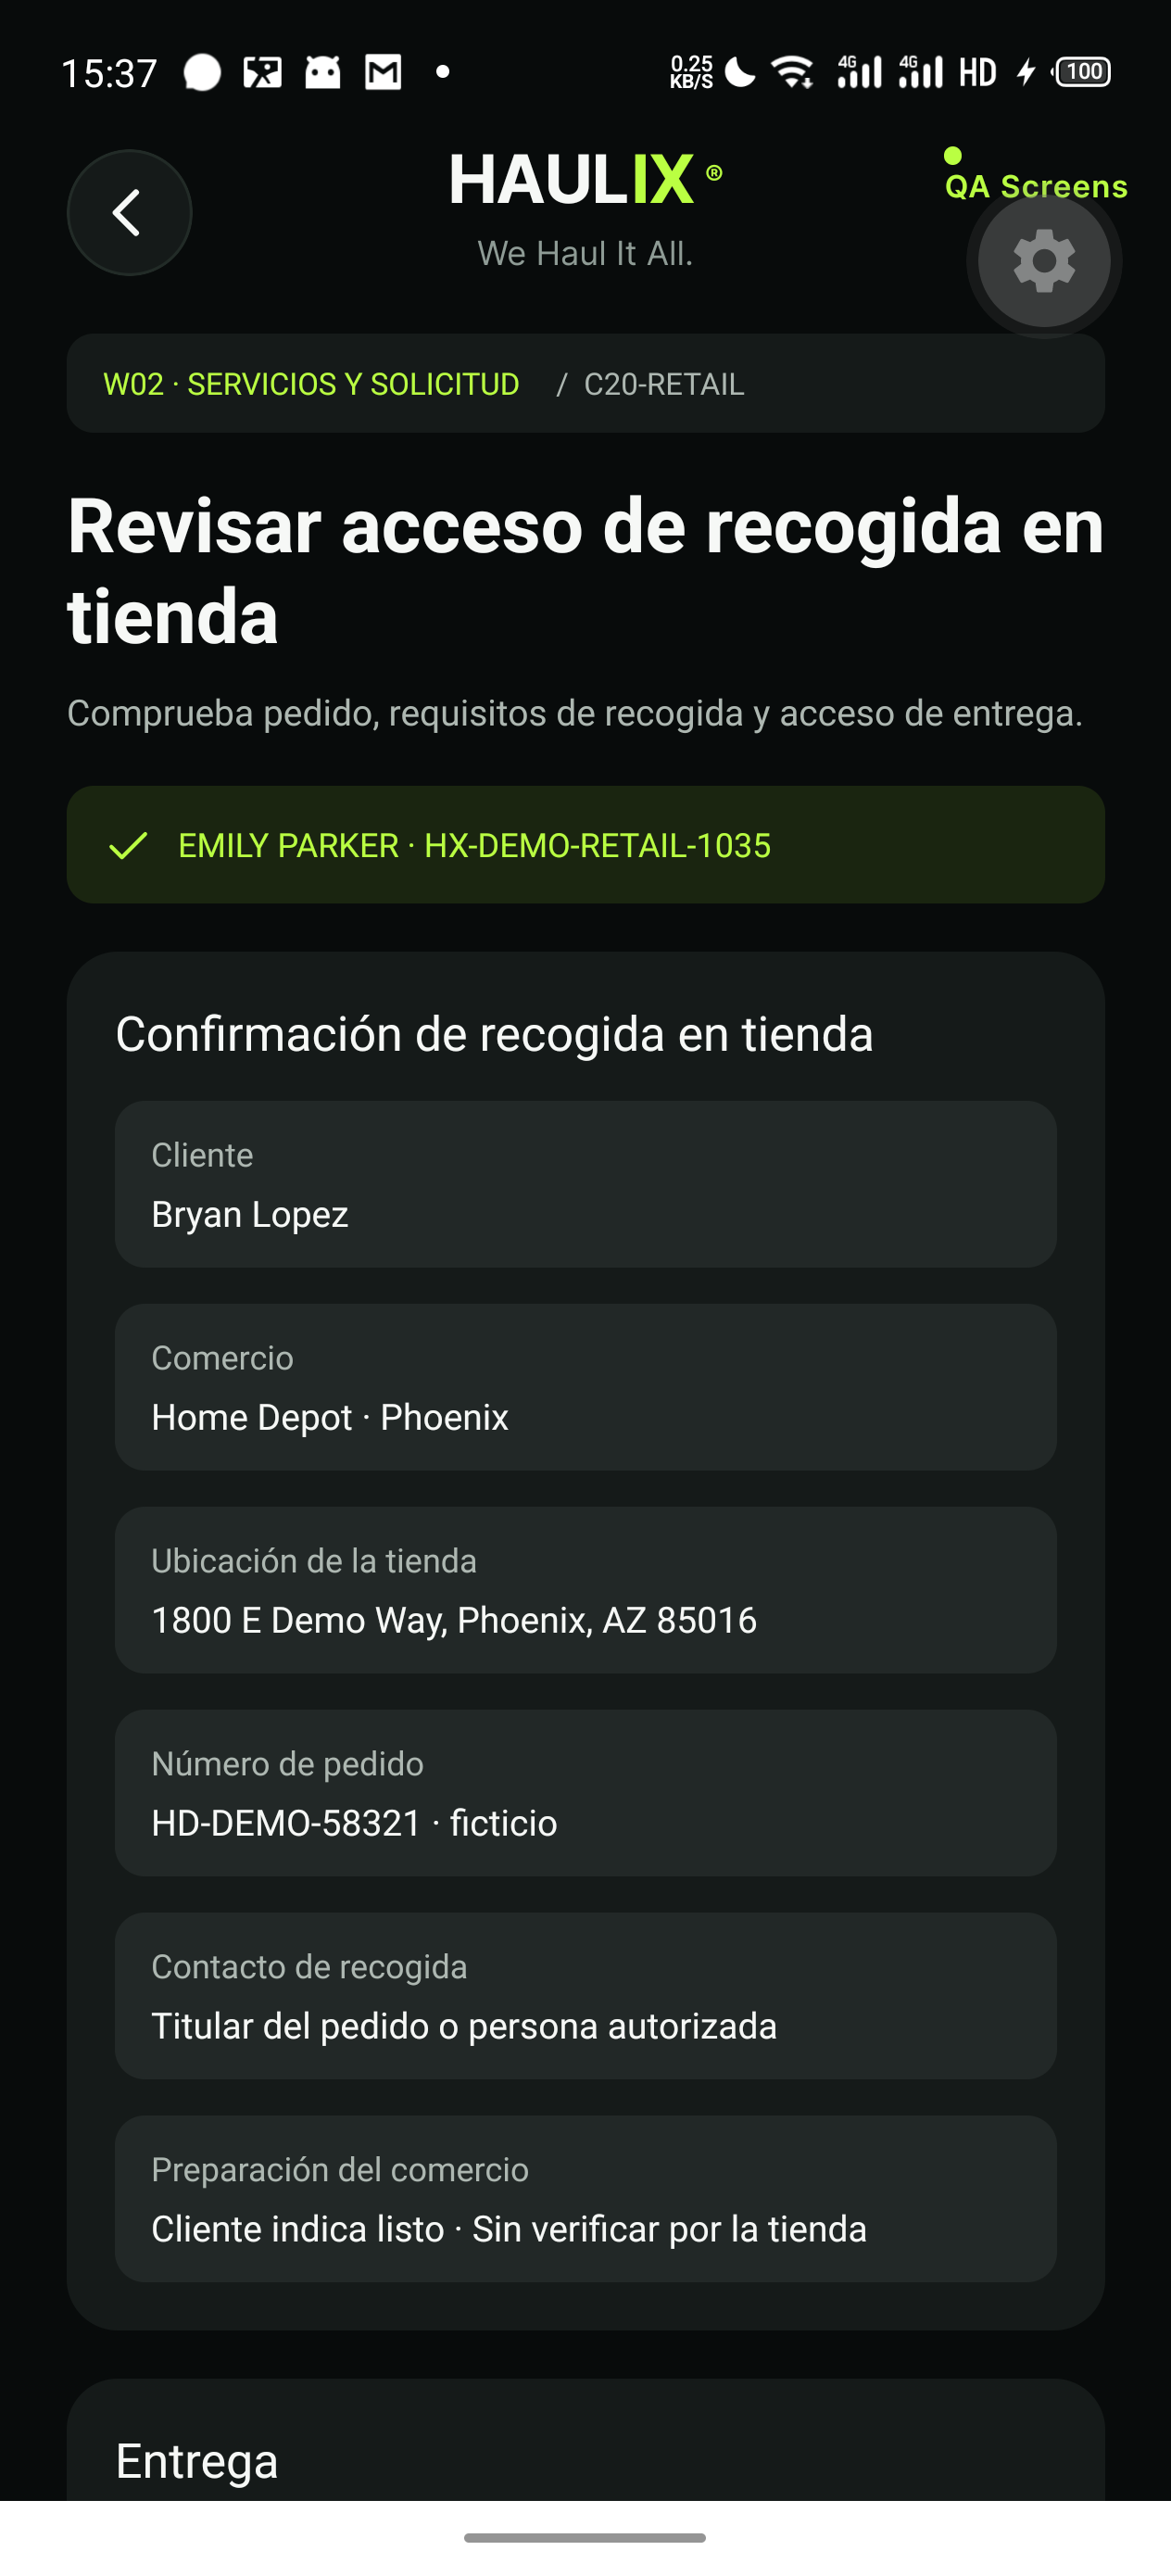 15:37
0.25 KB/S
4G
4G
HD
100
HAULIX®
QA Screens
We Haul It All.
W02 · SERVICIOS Y SOLICITUD / C20-RETAIL
Revisar acceso de recogida en
tienda
Comprueba pedido, requisitos de recogida y acceso de entrega.
EMILY PARKER · HX-DEMO-RETAIL-1035
Confirmación de recogida en tienda
Cliente
Bryan Lopez
Comercio
Home Depot · Phoenix
Ubicación de la tienda
1800 E Demo Way, Phoenix, AZ 85016
Número de pedido
HD-DEMO-58321 · ficticio
Contacto de recogida
Titular del pedido o persona autorizada
Preparación del comercio
Cliente indica listo · Sin verificar por la tienda
Entrega